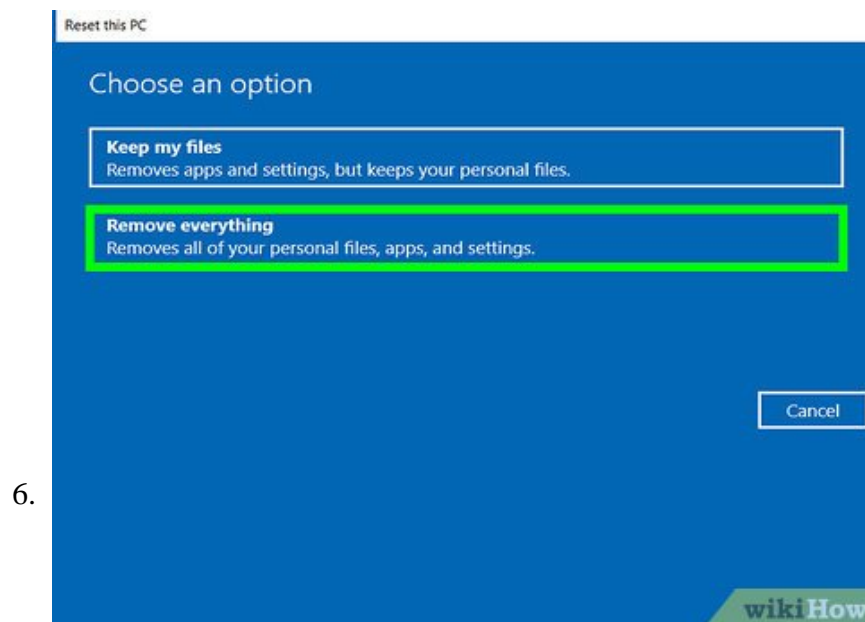 Reset this PC
Choose an option
Keep my files
Removes apps and settings, but keeps your personal files.
Remove everything
Removes all of your personal files, apps, and settings.
Cancel
6.
wikiHow